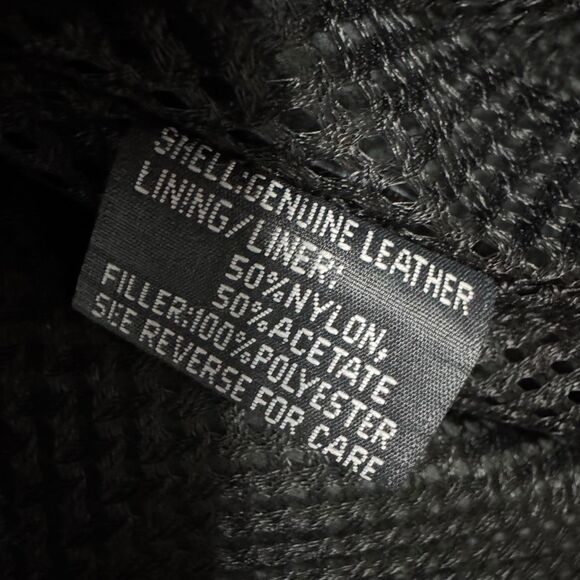 SHELL:GENUINE LEATHER
LINING/LINER:
50%NYLON,
50%ACETATE
FILLER:100%POLYESTER
SEE REVERSE FOR CARE